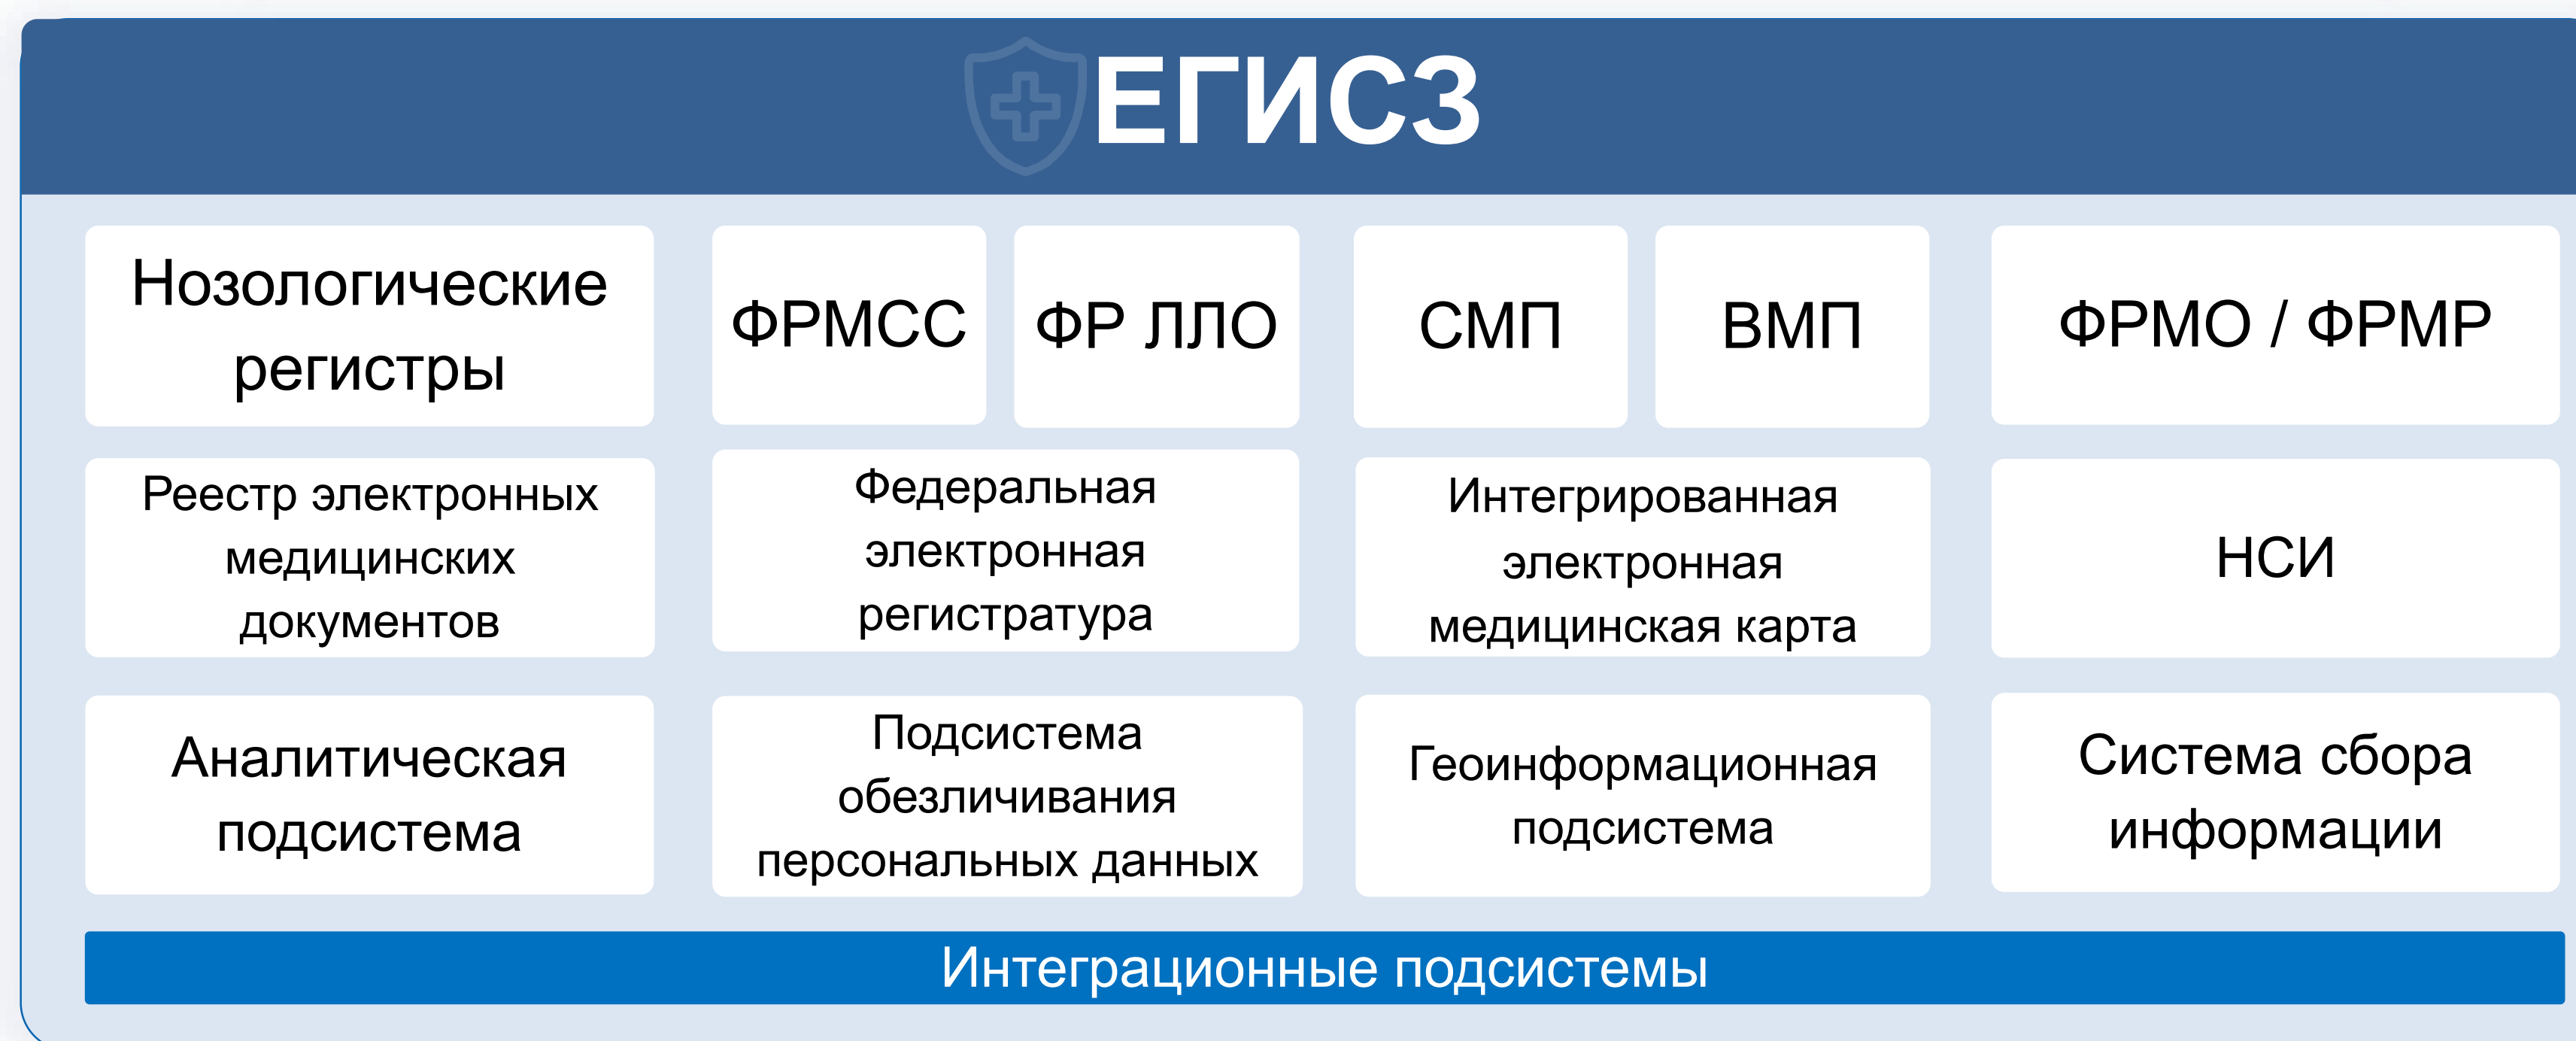 ЕГИСЗ
Нозологические
регистры
ФРМСС
ФР ЛЛО
СМП
ВМП
ФРМО / ФРМР
Реестр электронных
медицинских
документов
Федеральная
электронная
регистратура
Интегрированная
электронная
медицинская карта
НСИ
Аналитическая
подсистема
Подсистема
обезличивания
персональных данных
Геоинформационная
подсистема
Система сбора
информации
Интеграционные подсистемы